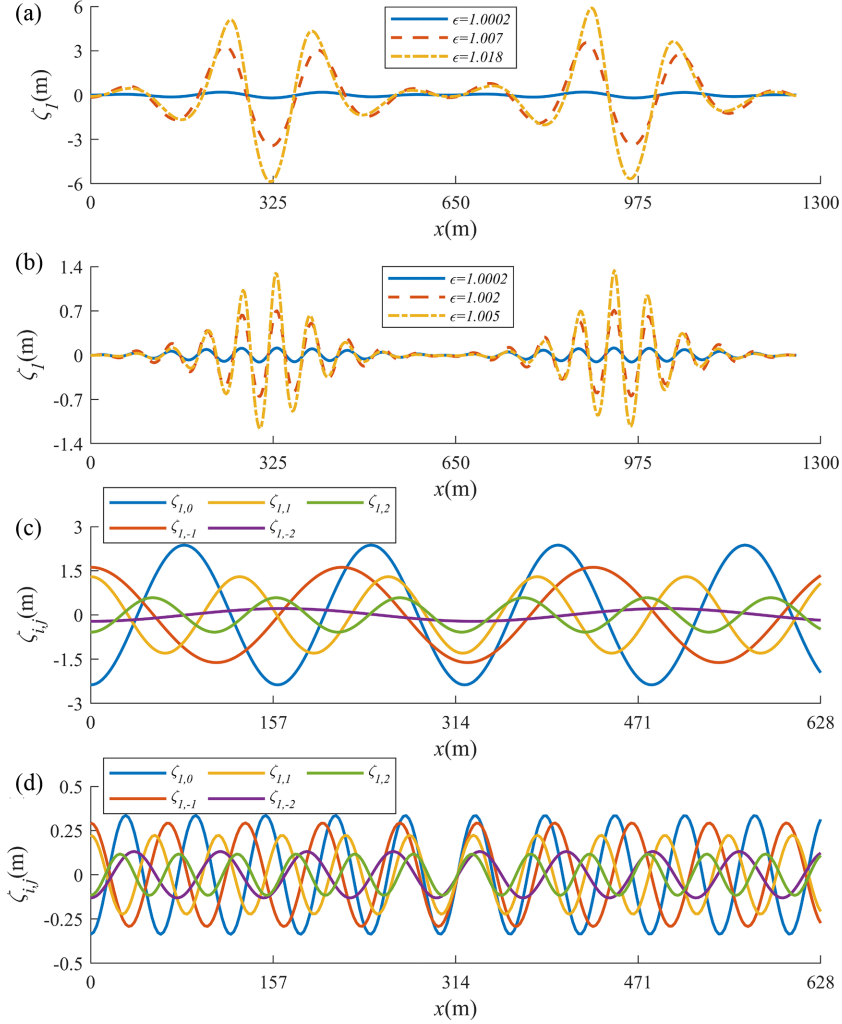 (a)
6
3
0
-3
-6
ζ1(m)
ϵ=1.0002
ϵ=1.007
ϵ=1.018
0 325 650 975 1300
x(m)
(b)
1.4
0.7
0
-0.7
-1.4
ζ1(m)
ϵ=1.0002
ϵ=1.002
ϵ=1.005
0 325 650 975 1300
x(m)
(c)
ζ1,0 ζ1,1 ζ1,2
ζ1,-1 ζ1,-2
3
1.5
0
-1.5
-3
ζi,j(m)
0 157 314 471 628
x(m)
(d)
ζ1,0 ζ1,1 ζ1,2
ζ1,-1 ζ1,-2
0.5
0.25
0
-0.25
-0.5
ζi,j(m)
0 157 314 471 628
x(m)